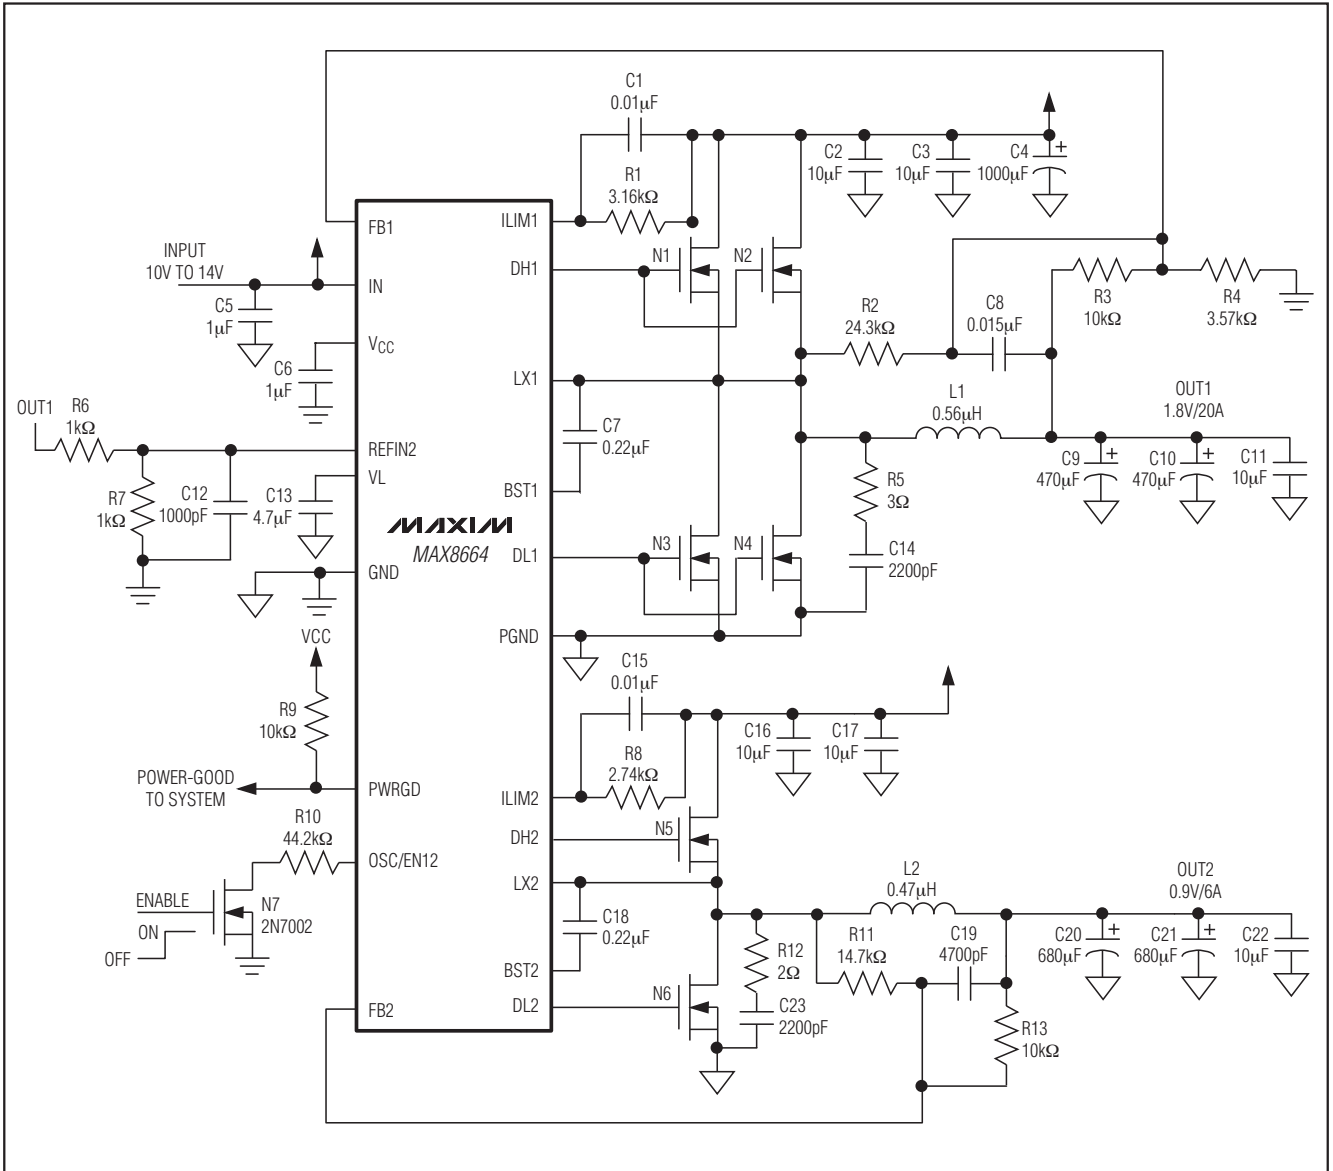 C1
0.01µF
R1
3.16kΩ
C2
10µF
C3
10µF
C4
+
1000µF
FB1
ILIM1
INPUT
10V TO 14V
IN
C5
1µF
DH1
N1
N2
VCC
C6
1µF
R2
24.3kΩ
C8
0.015µF
R3
10kΩ
R4
3.57kΩ
LX1
OUT1
R6
1kΩ
REFIN2
C7
0.22µF
L1
0.56µH
OUT1
1.8V/20A
VL
R7
1kΩ
C12
1000pF
C13
4.7µF
BST1
R5
3Ω
C9
+
470µF
C10
+
470µF
C11
10µF
MAXIM
MAX8664
DL1
N3
N4
C14
2200pF
GND
PGND
VCC
R9
10kΩ
C15
0.01µF
R8
2.74kΩ
C16
10µF
C17
10µF
POWER-GOOD
TO SYSTEM
PWRGD
ILIM2
R10
44.2kΩ
DH2
N5
OSC/EN12
LX2
ENABLE
ON
OFF
N7
2N7002
C18
0.22µF
L2
0.47µH
OUT2
0.9V/6A
R12
2Ω
R11
14.7kΩ
C19
4700pF
C20
+
680µF
C21
+
680µF
C22
10µF
BST2
DL2
N6
C23
2200pF
FB2
R13
10kΩ